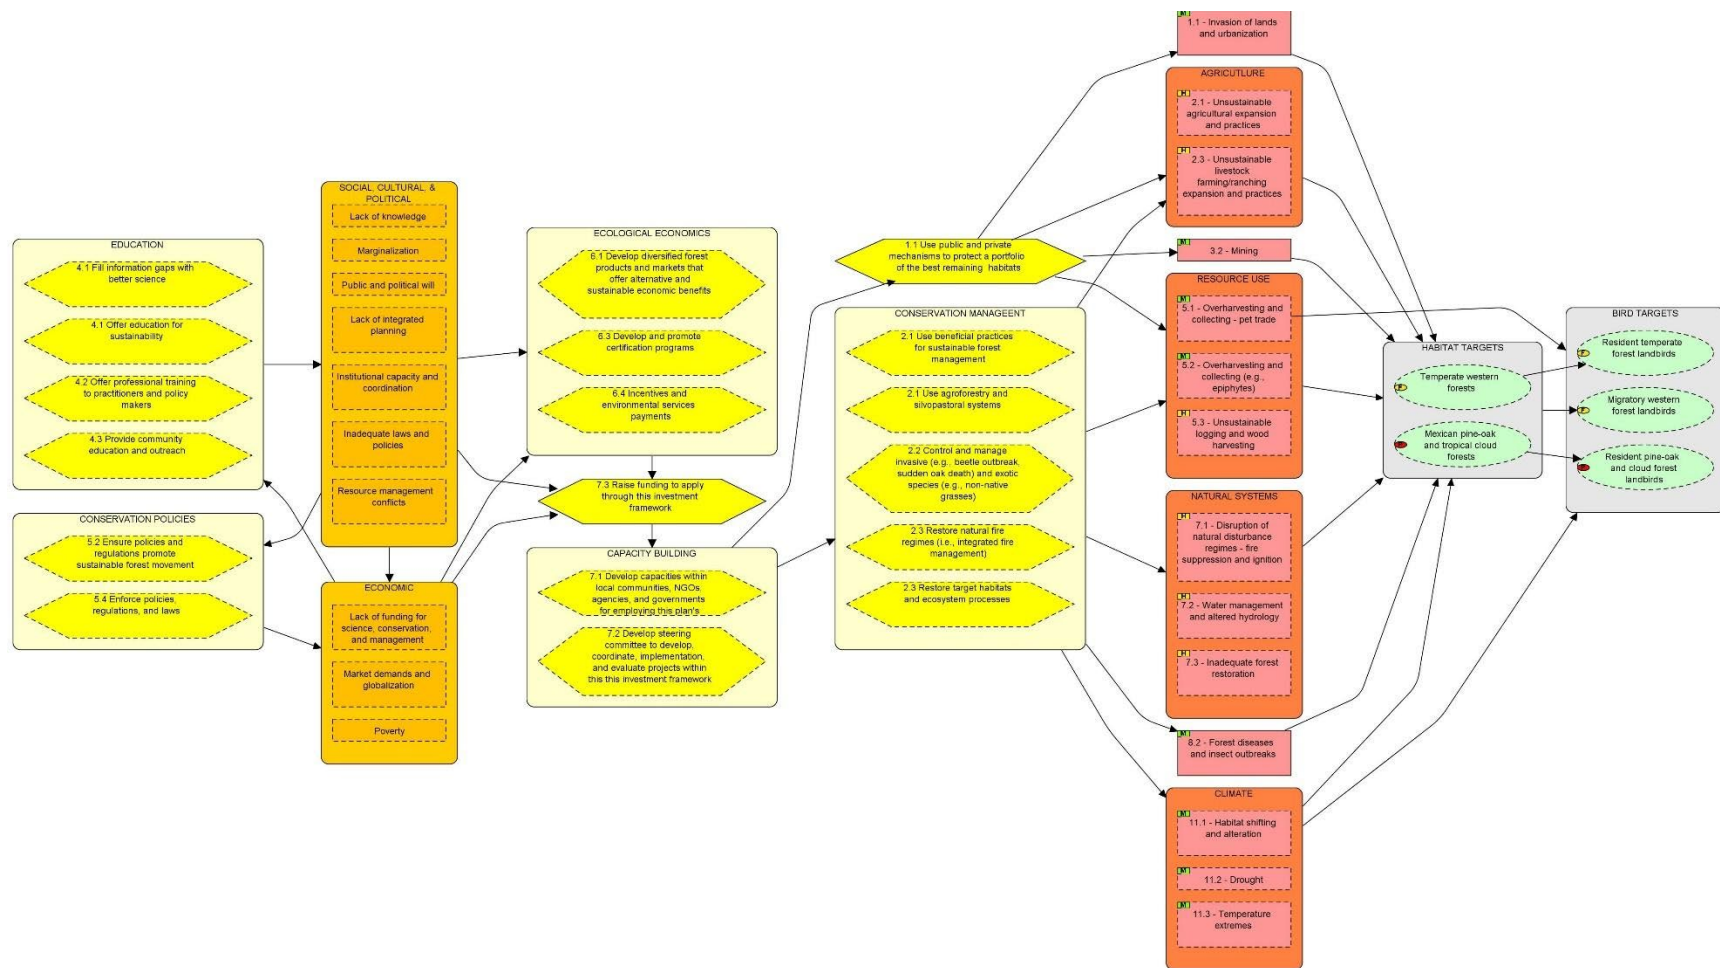 EDUCATION
4.1 Fill information gaps with
better science
4.1 Offer education for
sustainability
4.2 Offer professional training
to practitioners and policy
makers
4.3 Provide community
education and outreach
CONSERVATION POLICIES
5.2 Ensure policies and
regulations promote
sustainable forest movement
5.4 Enforce policies,
regulations, and laws
SOCIAL, CULTURAL, &
POLITICAL
Lack of knowledge
Marginalization
Public and political will
Lack of integrated
planning
Institutional capacity and
coordination
Inadequate laws and
policies
Resource management
conflicts
ECONOMIC
Lack of funding for
science, conservation,
and management
Market demands and
globalization
Poverty
ECOLOGICAL ECONOMICS
6.1 Develop diversified forest
products and markets that
offer alternative and
sustainable economic benefits
6.3 Develop and promote
certification programs
6.4 Incentives and
environmental services
payments
7.3 Raise funding to apply
through this investment
framework
CAPACITY BUILDING
7.1 Develop capacities within
local communities, NGOs,
agencies, and governments
for employing this plan's
7.2 Develop steering
committee to develop,
coordinate, implementation,
and evaluate projects within
this this investment framework
1.1 Use public and private
mechanisms to protect a portfolio
of the best remaining habitats
CONSERVATION MANAGEENT
2.1 Use beneficial practices
for sustainable forest
management
2.1 Use agroforestry and
silvopastoral systems
2.2 Control and manage
invasive (e.g., beetle outbreak,
sudden oak death) and exotic
species (e.g., non-native
grasses)
2.3 Restore natural fire
regimes (i.e., integrated fire
management)
2.3 Restore target habitats
and ecosystem processes
M
1.1 - Invasion of lands
and urbanization
AGRICUTLURE
H
2.1 - Unsustainable
agricultural expansion
and practices
H
2.3 - Unsustainable
livestock
farming/ranching
expansion and practices
M
3.2 - Mining
RESOURCE USE
M
5.1 - Overharvesting and
collecting - pet trade
M
5.2 - Overharvesting and
collecting (e.g.,
epiphytes)
H
5.3 - Unsustainable
logging and wood
harvesting
NATURAL SYSTEMS
H
7.1 - Disruption of
natural disturbance
regimes - fire
suppression and ignition
H
7.2 - Water management
and altered hydrology
H
7.3 - Inadequate forest
restoration
M
8.2 - Forest diseases
and insect outbreaks
CLIMATE
M
11.1 - Habitat shifting
and alteration
M
11.2 - Drought
M
11.3 - Temperature
extremes
HABITAT TARGETS
F
Temperate western
forests
Mexican pine-oak
and tropical cloud
forests
BIRD TARGETS
F
Resident temperate
forest landbirds
F
Migratory western
forest landbirds
Resident pine-oak
and cloud forest
landbirds